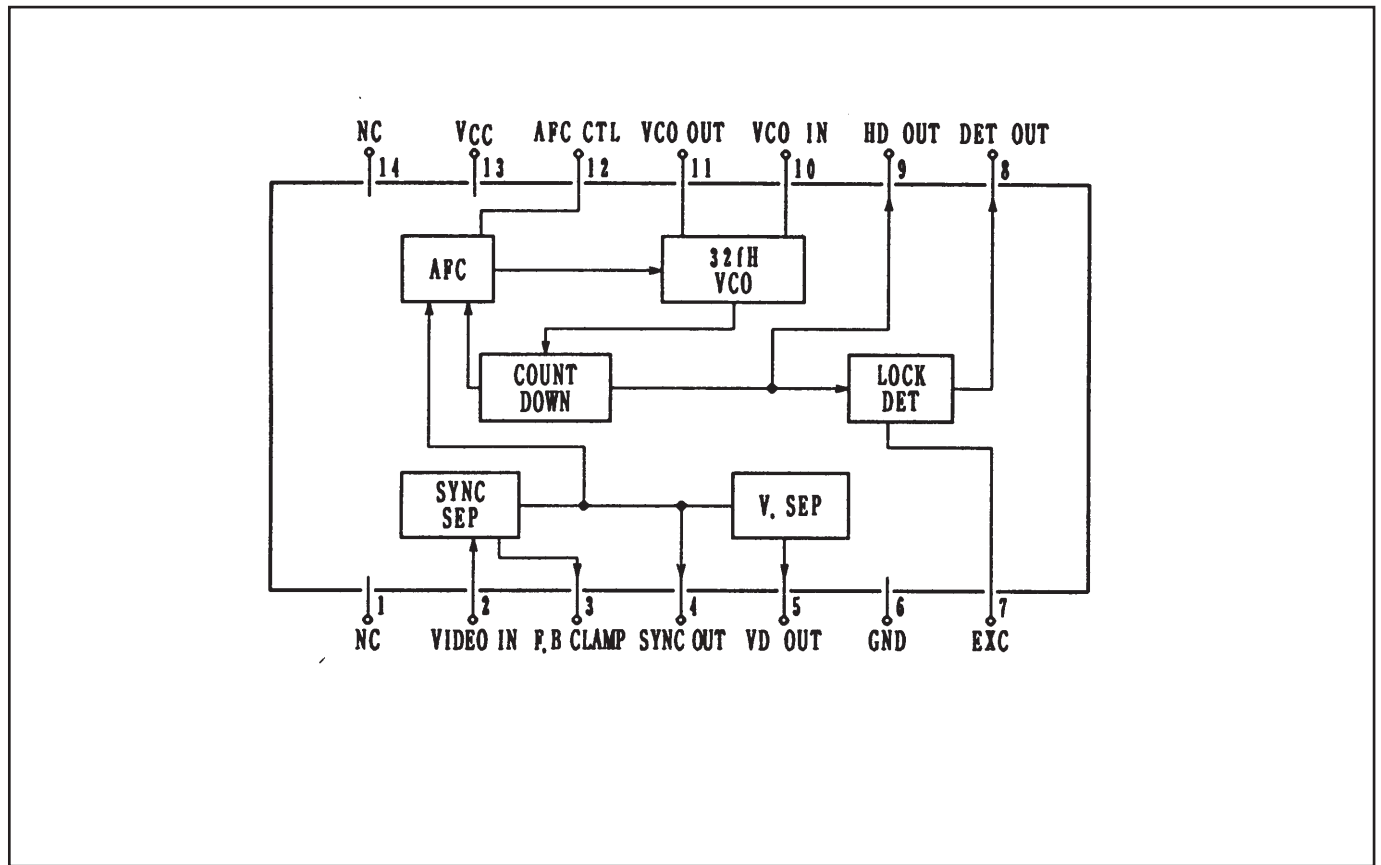 NC VCC AFC CTL VCO OUT VCO IN HD OUT DET OUT
14 13 12 11 10 9 8
AFC
32fH
VCO
COUNT
DOWN
LOCK
DET
SYNC
SEP
V. SEP
1 2 3 4 5 6 7
NC VIDEO IN F.B CLAMP SYNC OUT VD OUT GND EXC